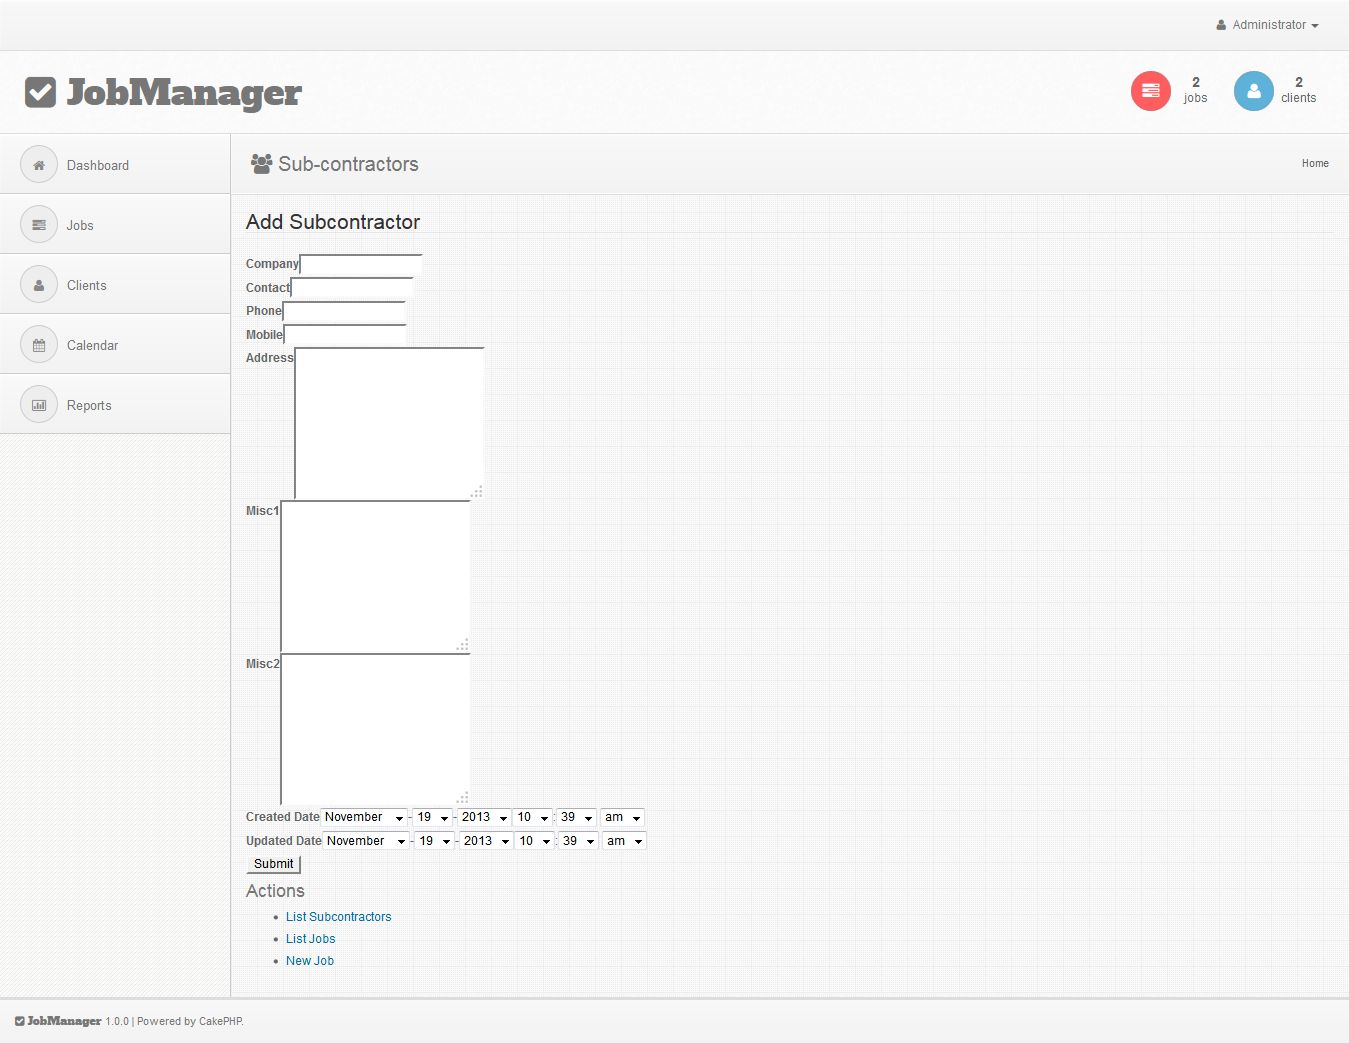 Administrator
JobManager
2 jobs
2 clients
Dashboard
Jobs
Clients
Calendar
Reports
Sub-contractors
Home
Add Subcontractor
Company
Contact
Phone
Mobile
Address
Misc1
Misc2
Created Date November - 19 - 2013 10 : 39 am
Updated Date November - 19 - 2013 10 : 39 am
Submit
Actions
List Subcontractors
List Jobs
New Job
JobManager 1.0.0 | Powered by CakePHP.